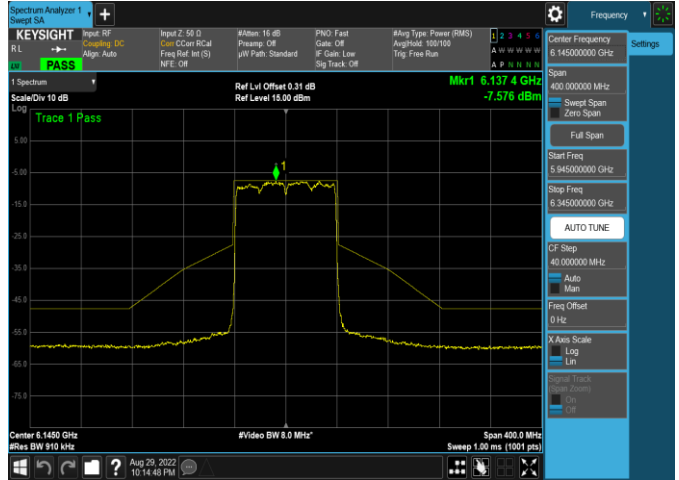 Spectrum Analyzer 1
Swept SA
+
Frequency
KEYSIGHT
RL
LXI
PASS
Input: RF
Coupling: DC
Align: Auto
Input Z: 50 Ω
Corr CCorr RCal
Freq Ref: Int (S)
NFE: Off
#Atten: 16 dB
Preamp: Off
µW Path: Standard
PNO: Fast
Gate: Off
IF Gain: Low
Sig Track: Off
#Avg Type: Power (RMS)
Avg|Hold: 100/100
Trig: Free Run
1 2 3 4 5 6
A W W W W W
A P N N N N
1 Spectrum
Scale/Div 10 dB
Log
Ref Lvl Offset 0.31 dB
Ref Level 15.00 dBm
Mkr1 6.137 4 GHz
-7.576 dBm
Trace 1 Pass
1
5.00
-5.00
-15.0
-25.0
-35.0
-45.0
-55.0
-65.0
-75.0
Center 6.1450 GHz
#Res BW 910 kHz
#Video BW 8.0 MHz*
Span 400.0 MHz
Sweep 1.00 ms (1001 pts)
?
Aug 29, 2022
10:14:48 PM
Center Frequency
6.145000000 GHz
Settings
Span
400.000000 MHz
Swept Span
Zero Span
Full Span
Start Freq
5.945000000 GHz
Stop Freq
6.345000000 GHz
AUTO TUNE
CF Step
40.000000 MHz
Auto
Man
Freq Offset
0 Hz
X Axis Scale
Log
Lin
Signal Track
(Span Zoom)
On
Off